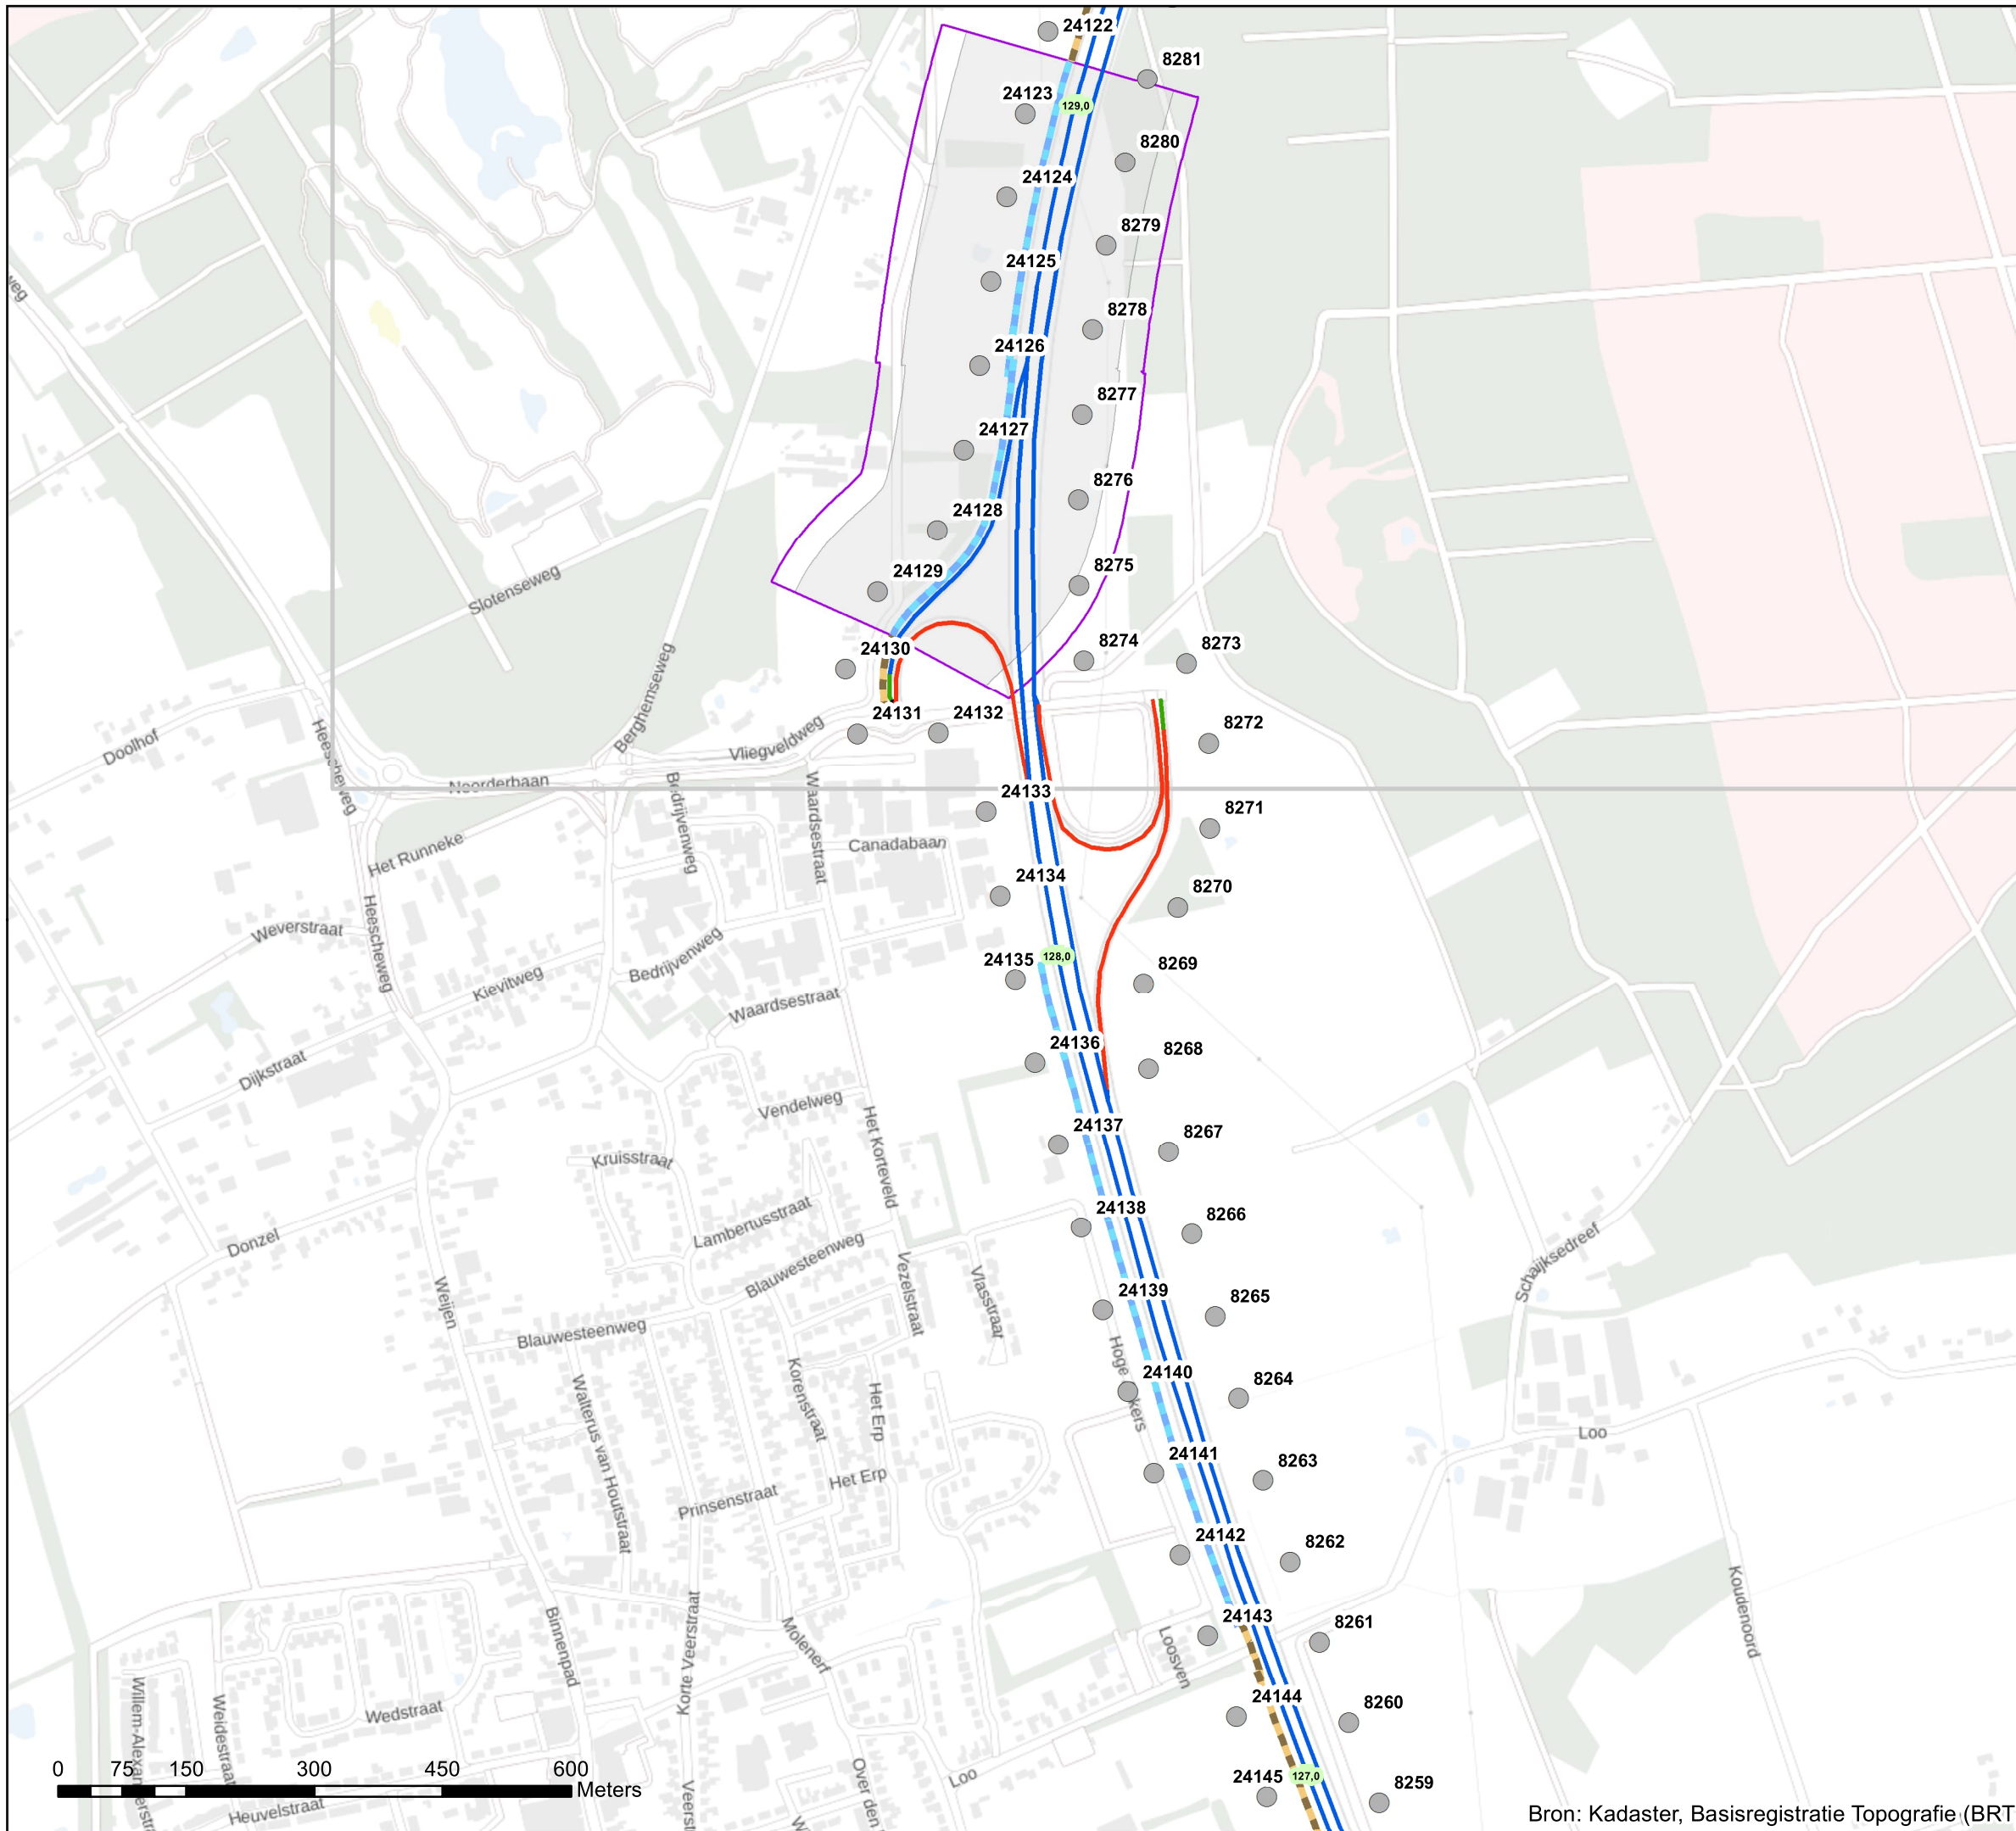 24122
8281
24123
129,0
8280
24124
8279
24125
weg
8278
24126
8277
24127
8276
24128
8275
24129
Slotenseweg
24130
8274
8273
Berghemseweg
24131
24132
8272
Doolhof
Heescheweg
Vliegveldweg
Noorderbaan
Bedrijvenweg
Waardsestraat
24133
8271
Het Runneke
Canadabaan
24134
8270
Heescheweg
Weverstraat
Bedrijvenweg
24135
128,0
8269
Kievitweg
Waardsestraat
24136
8268
Dijkstraat
Vendelweg
Het Korteveld
24137
8267
Kruisstraat
24138
8266
Lambertusstraat
Donzel
Blauwesteenweg
Vezelstraat
Vlasstraat
Schaijksedreef
24139
8265
Weijen
Blauwesteenweg
Korenstraat
Het Erp
24140
8264
Walterus van Houtstraat
Loo
24141
8263
Het Erp
Prinsenstraat
24142
8262
Koudenoord
Binnenpad
Korte Veerstraat
Molenerf
24143
8261
Loosven
Weidestraat
Wedstraat
24144
8260
0 75 150 300 450 600
Meters
Loo
Over den
24145
127,0
8259
Heuvelstraat
Bron: Kadaster, Basisregistratie Topografie (BRT